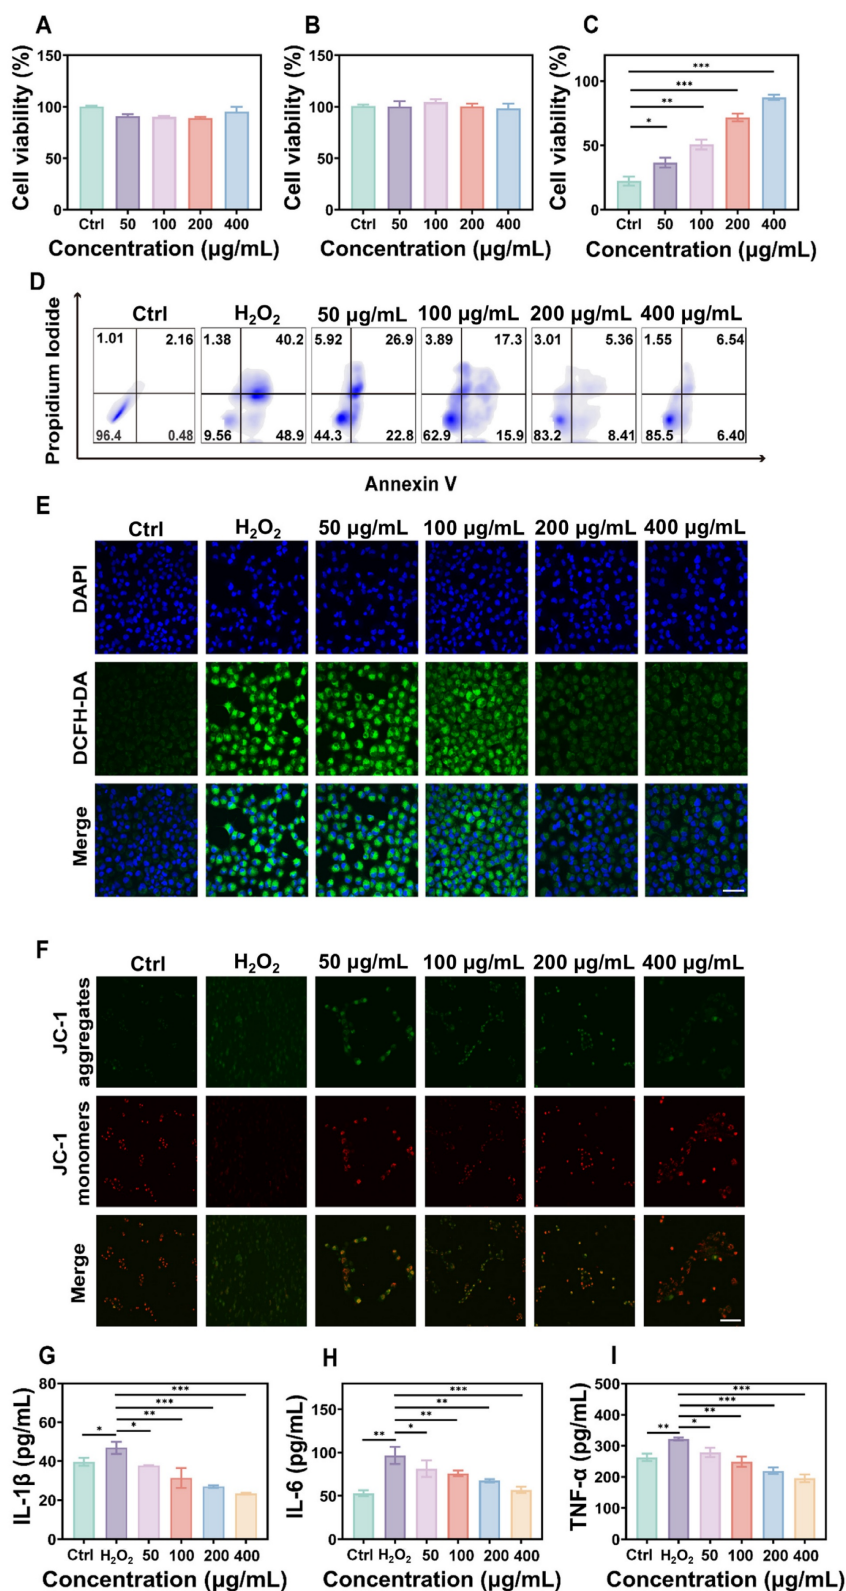 A B C
Cell viability (%) Cell viability (%) Cell viability (%)
150 150
100 100 100
50 50 50
0 0 0
* ** *** ***
Ctrl 50 100 200 400 Ctrl 50 100 200 400 Ctrl 50 100 200 400
Concentration (µg/mL) Concentration (µg/mL) Concentration (µg/mL)
D
Ctrl H₂O₂ 50 µg/mL 100 µg/mL 200 µg/mL 400 µg/mL
Propidium Iodide
1.01 2.16 1.38 40.2 5.92 26.9 3.89 17.3 3.01 5.36 1.55 6.54
96.4 0.48 9.56 48.9 44.3 22.8 62.9 15.9 83.2 8.41 85.5 6.40
Annexin V
E
Ctrl H₂O₂ 50 µg/mL 100 µg/mL 200 µg/mL 400 µg/mL
DAPI
DCFH-DA
Merge
F
Ctrl H₂O₂ 50 µg/mL 100 µg/mL 200 µg/mL 400 µg/mL
JC-1
aggregates
JC-1
monomers
Merge
G H I
IL-1β (pg/mL) IL-6 (pg/mL) TNF-α (pg/mL)
80 60 40 20 0
150 100 50 0
500 400 300 200 100 0
* * ** *** ***
** * ** ** ***
** * ** *** ***
Ctrl H₂O₂ 50 100 200 400 Ctrl H₂O₂ 50 100 200 400 Ctrl H₂O₂ 50 100 200 400
Concentration (µg/mL) Concentration (µg/mL) Concentration (µg/mL)